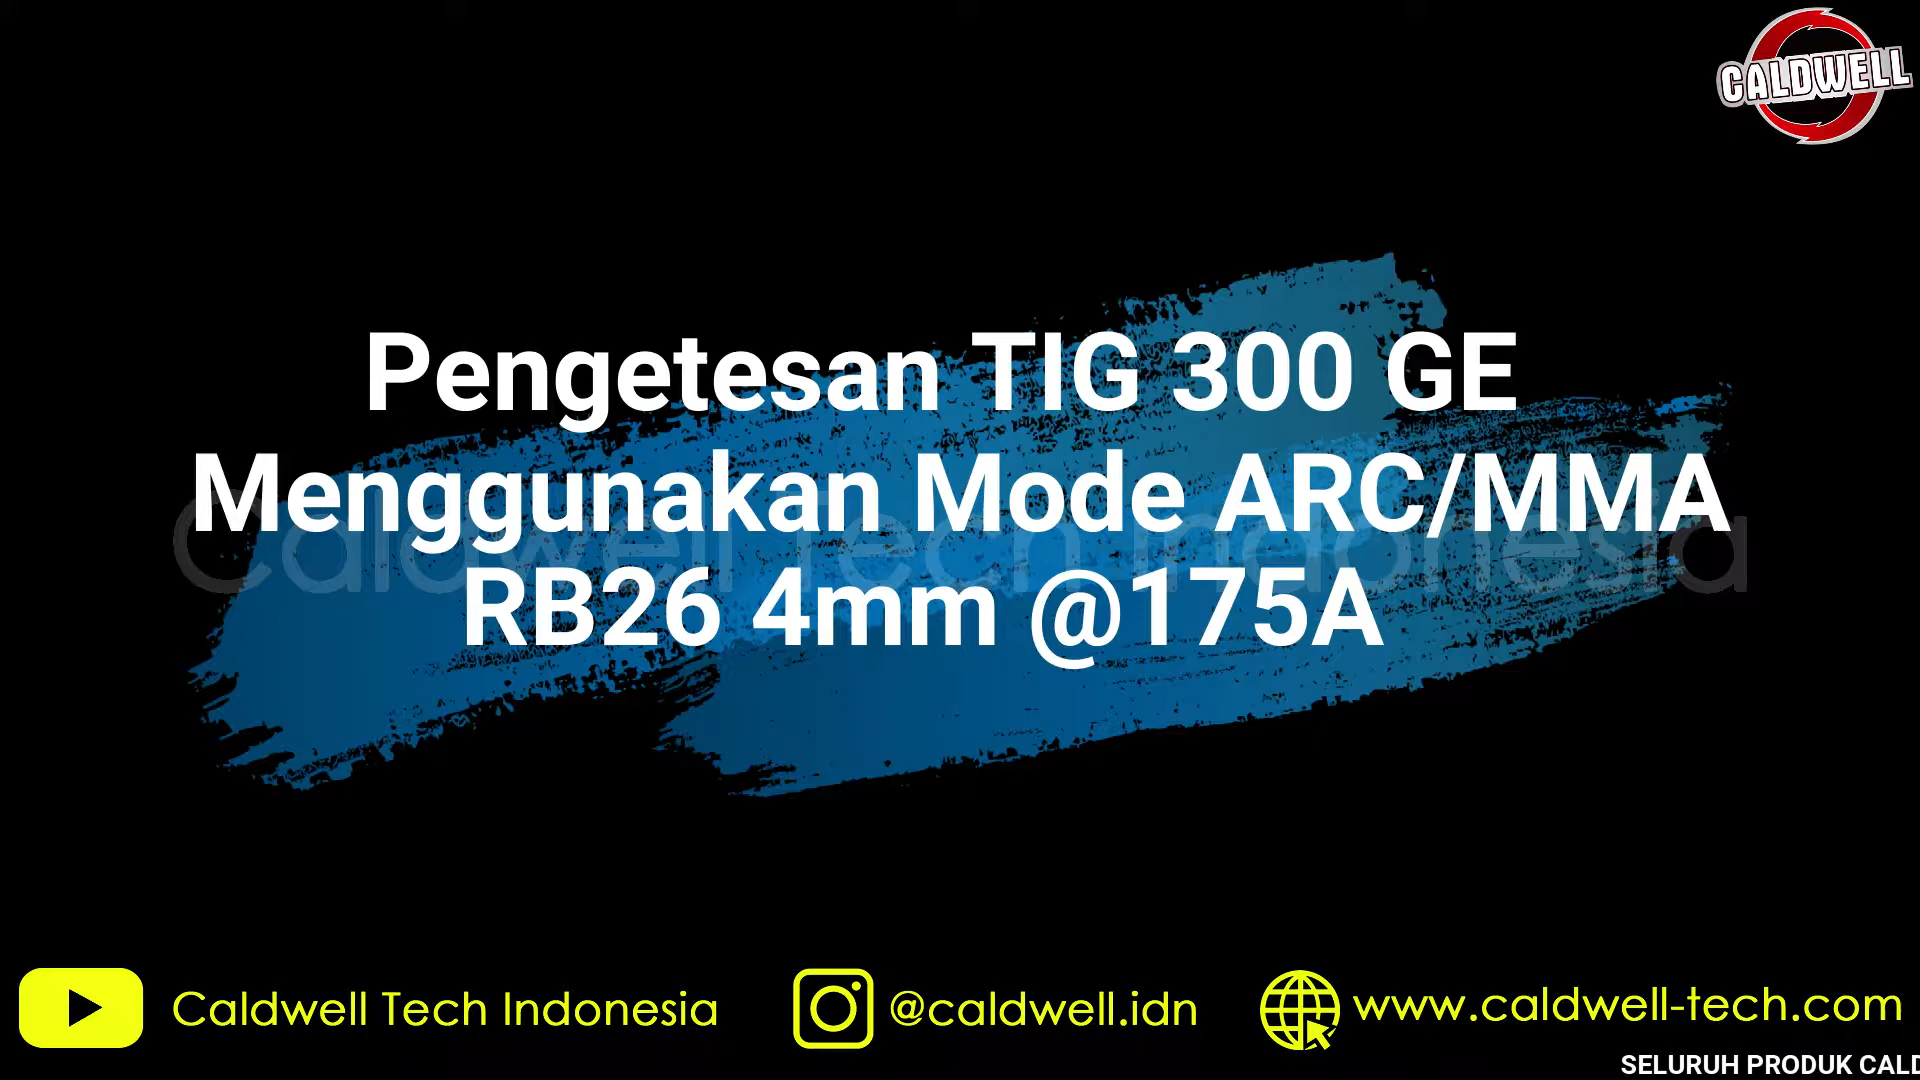 CALDWELL
Pengetesan TIG 300 GE
Menggunakan Mode ARC/MMA
Caldwell Tech Indonesia
RB26 4mm @175A
Caldwell Tech Indonesia
@caldwell.idn
www.caldwell-tech.com
SELURUH PRODUK